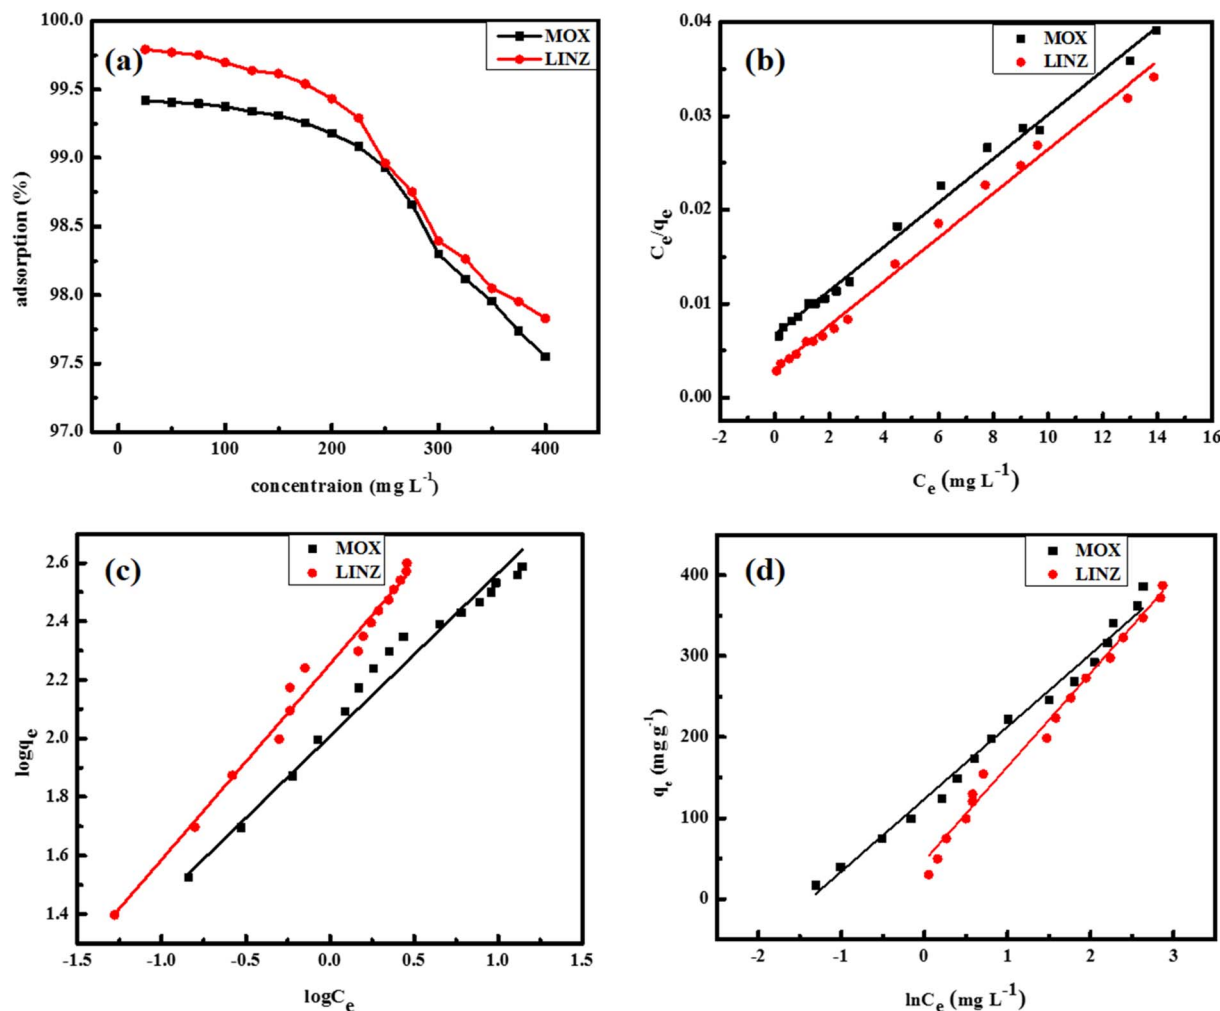 (a)
MOX
LINZ
100.0
99.5
99.0
98.5
98.0
97.5
97.0
adsorption (%)
0 100 200 300 400
concentraion (mg L-1)
(b)
MOX
LINZ
0.04
0.03
0.02
0.01
0.00
Ce/qe
-2 0 2 4 6 8 10 12 14 16
Ce (mg L-1)
(c)
MOX
LINZ
2.6
2.4
2.2
2.0
1.8
1.6
1.4
logqe
-1.5 -1.0 -0.5 0.0 0.5 1.0 1.5
logCe
(d)
MOX
LINZ
400
300
200
100
0
qe (mg g-1)
-2 -1 0 1 2 3
lnCe (mg L-1)